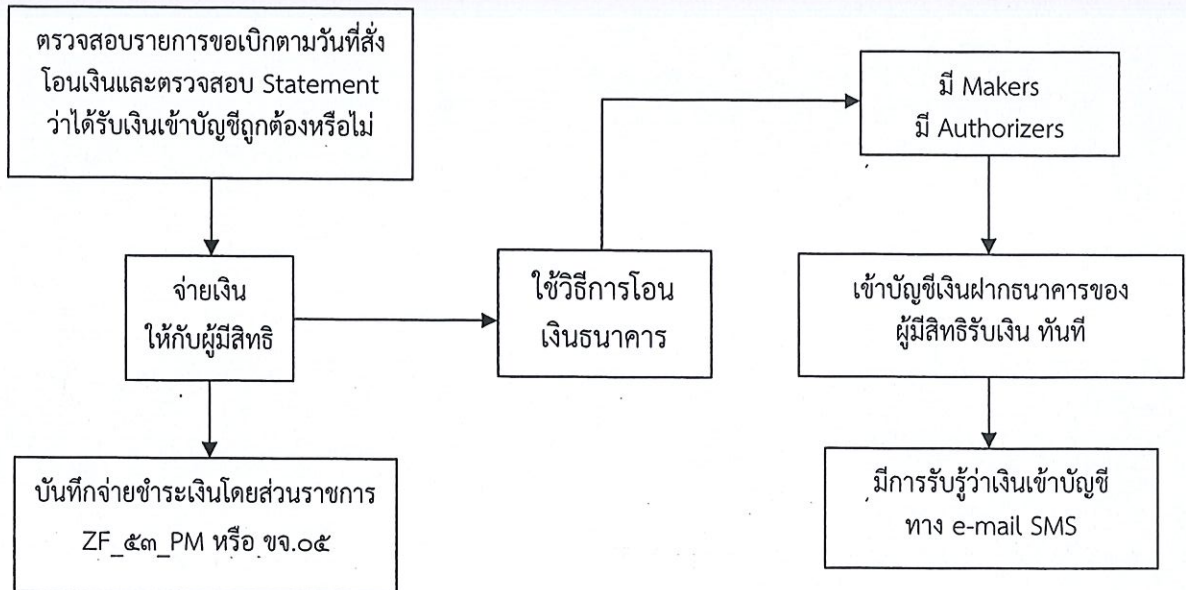 ตรวจสอบรายการขอเบิกตามวันที่สั่ง
โอนเงินและตรวจสอบ Statement
ว่าได้รับเงินเข้าบัญชีถูกต้องหรือไม่
จ่ายเงิน
ให้กับผู้มีสิทธิ
บันทึกจ่ายชำระเงินโดยส่วนราชการ
ZF_๕๓_PM หรือ ขจ.๐๕
ใช้วิธีการโอน
เงินธนาคาร
มี Makers
มี Authorizers
เข้าบัญชีเงินฝากธนาคารของ
ผู้มีสิทธิรับเงิน ทันที
มีการรับรู้ว่าเงินเข้าบัญชี
ทาง e-mail SMS